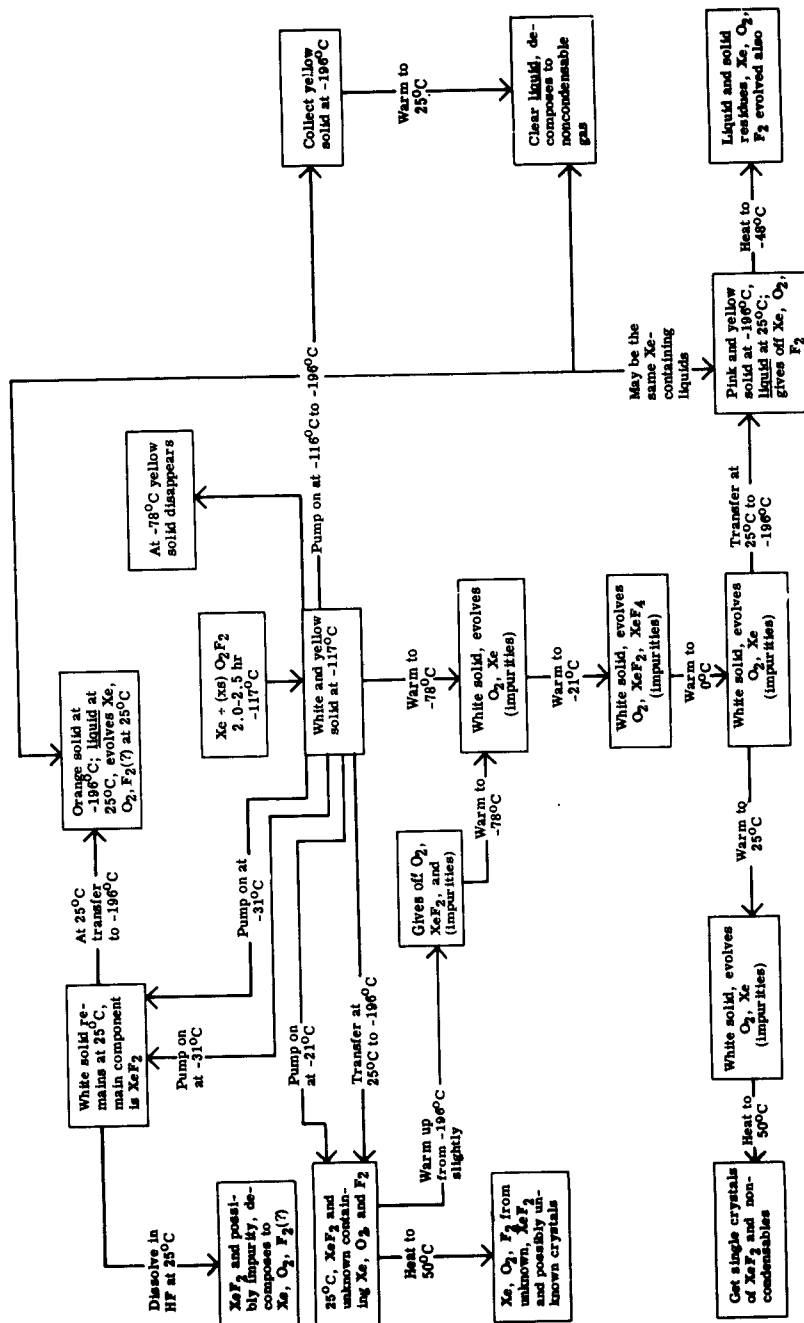 Collect yellow
solid at -196°C
Warm to
25°C
Clear liquid, de-
composes to
noncondensable
gas
Liquid and solid
residues, Xe, O2,
F2 evolved also
Heat to
-48°C
Pink and yellow
solid at -196°C,
liquid at 25°C;
gives off Xe, O2,
F2
May be the
same Xe-
containing
liquids
Pump on at -116°C to -196°C
At -78°C yellow
solid disappears
Transfer at
25°C to
-196°C
Orange solid at
-196°C; liquid at
25°C, evolves Xe,
O2, F2(?) at 25°C
Xe + (xs) O2F2
2.0-2.5 hr
-117°C
White and yellow
solid at -117°C
Warm to
-78°C
White solid, evolves
O2, Xe
(impurities)
Warm to
-21°C
White solid, evolves
O2, XeF2, XeF4
(impurities)
Warm to
0°C
White solid, evolves
O2, Xe
(impurities)
At 25°C
transfer
to -196°C
Pump on at
-31°C
Warm to
-78°C
Gives off O2,
XeF2, and
(impurities)
Warm to
25°C
White solid re-
mains at 25°C,
main component
is XeF2
Pump on
at -31°C
Pump on
at -21°C
Transfer at
25°C to -196°C
Warm up
from -196°C
slightly
White solid, evolves
O2, Xe
(impurities)
Dissolve in
HF at 25°C
XeF2 and possi-
bly impurity, de-
composes to
Xe, O2, F2(?)
25°C, XeF2 and
unknown contain-
ing Xe, O2, and F2
Heat to
50°C
Xe, O2, F2 from
unknown, XeF2
and possibly un-
known crystals
Heat to
50°C
Get single crystals
of XeF2 and non-
condensables